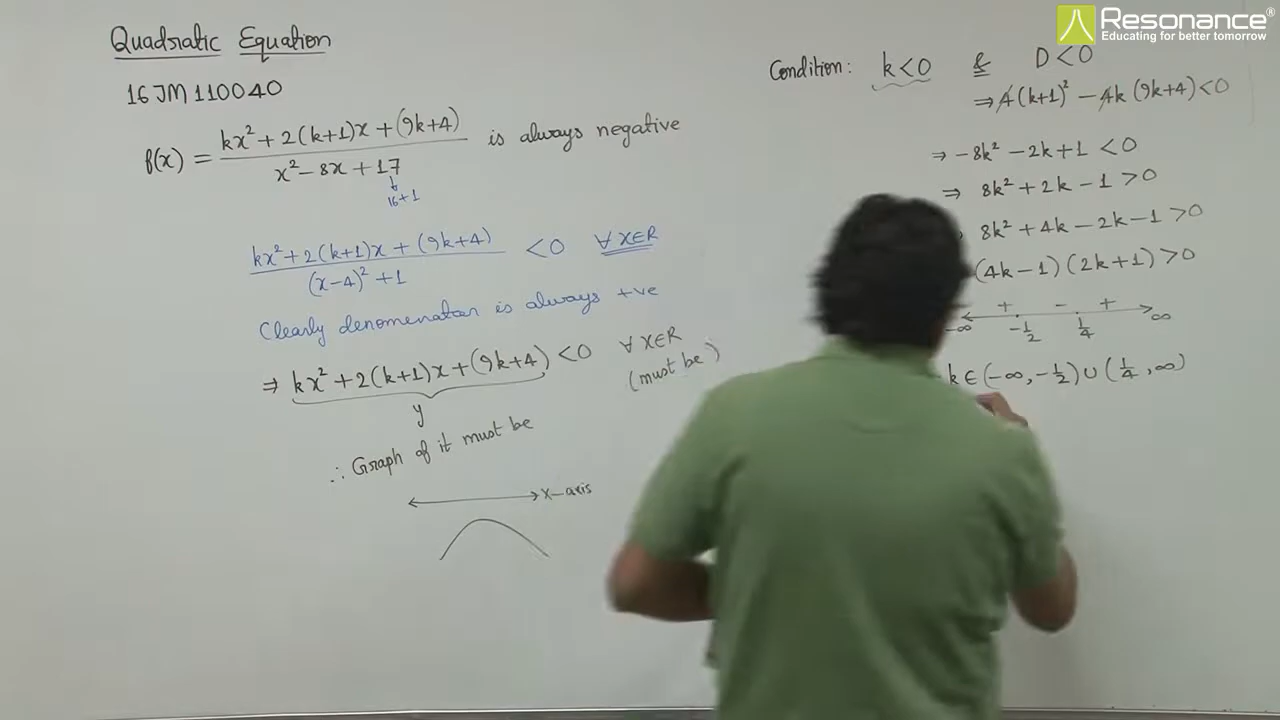 Resonance®
Educating for better tomorrow
Quadratic Equation
16JM110040
f(x) = kx² + 2(k+1)x + (9k+4) / x² - 8x + 17 is always negative
16+1
kx² + 2(k+1)x + (9k+4) / (x-4)² + 1 < 0 ∀ x∈R
Clearly denomenator is always +ve
⇒ kx² + 2(k+1)x + (9k+4) < 0 ∀ x∈R
(must be)
y
∴ Graph of it must be
x-axis
Condition: k<0 & D<0
⇒ 4(k+1)² - 4k(9k+4) < 0
⇒ -8k² - 2k + 1 < 0
⇒ 8k² + 2k - 1 > 0
8k² + 4k - 2k - 1 > 0
(4k-1)(2k+1) > 0
+ - +
-∞ -1/2 1/4 ∞
k ∈ (-∞, -1/2) ∪ (1/4, ∞)